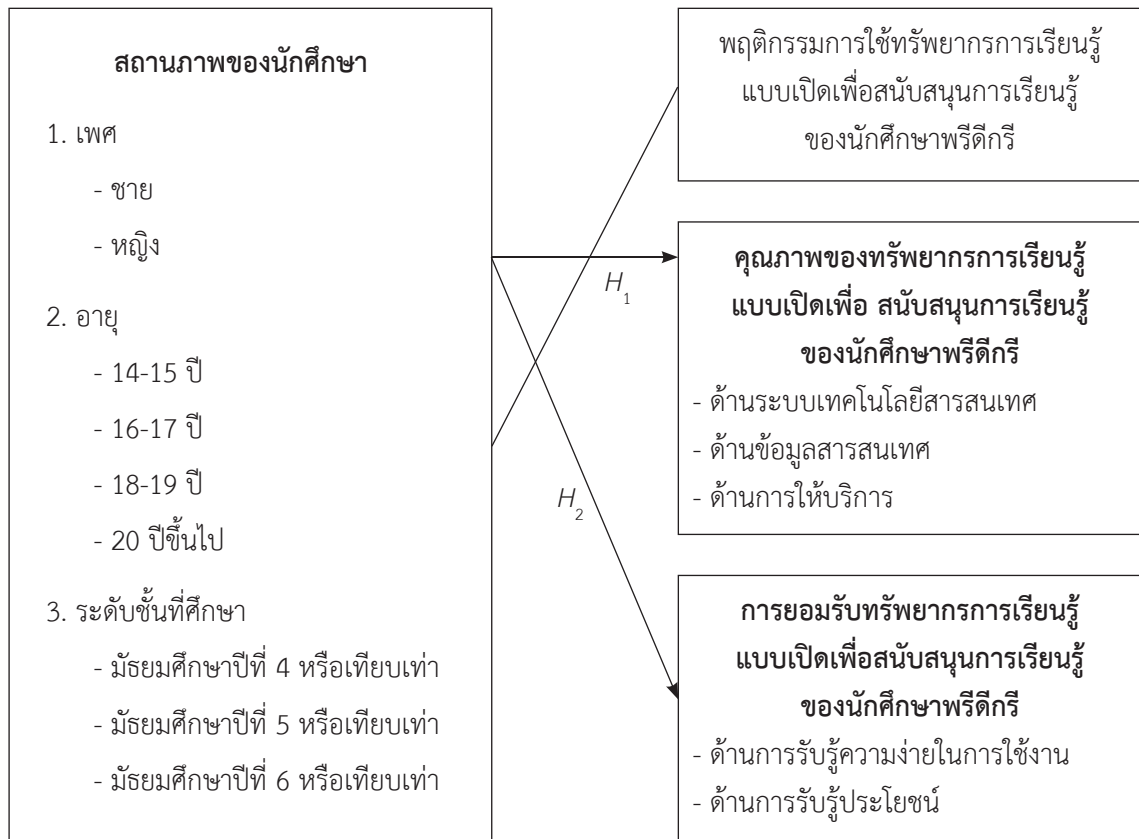 สถานภาพของนักศึกษา
1. เพศ
- ชาย
- หญิง
2. อายุ
- 14-15 ปี
- 16-17 ปี
- 18-19 ปี
- 20 ปีขึ้นไป
3. ระดับชั้นที่ศึกษา
- มัธยมศึกษาปีที่ 4 หรือเทียบเท่า
- มัธยมศึกษาปีที่ 5 หรือเทียบเท่า
- มัธยมศึกษาปีที่ 6 หรือเทียบเท่า
H1
H2
พฤติกรรมการใช้ทรัพยากรการเรียนรู้
แบบเปิดเพื่อสนับสนุนการเรียนรู้
ของนักศึกษาพรีดีกรี
คุณภาพของทรัพยากรการเรียนรู้
แบบเปิดเพื่อ สนับสนุนการเรียนรู้
ของนักศึกษาพรีดีกรี
- ด้านระบบเทคโนโลยีสารสนเทศ
- ด้านข้อมูลสารสนเทศ
- ด้านการให้บริการ
การยอมรับทรัพยากรการเรียนรู้
แบบเปิดเพื่อสนับสนุนการเรียนรู้
ของนักศึกษาพรีดีกรี
- ด้านการรับรู้ความง่ายในการใช้งาน
- ด้านการรับรู้ประโยชน์